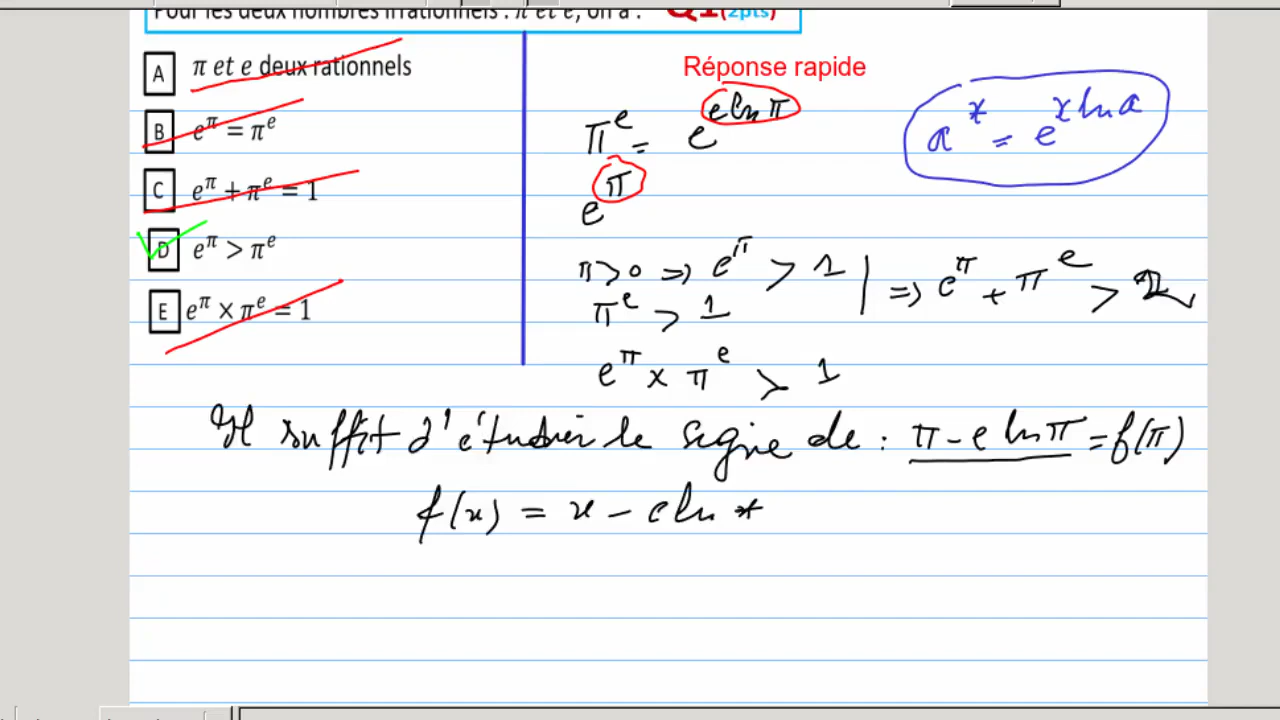 Pour les deux nombres irrationnels : π et e, on a : Q1(2pts)
A π et e deux rationnels
B e^π = π^e
C e^π + π^e = 1
D e^π > π^e
E e^π × π^e = 1
Réponse rapide
π^e = e^(e ln π)
a^x = e^(x ln a)
e^π
π > 0 => e^π > 1 | => e^π + π^e > 2
π^e > 1
e^π × π^e > 1
Il suffit d'étudier le signe de : π - e ln π = f(π)
f(x) = x - e ln x